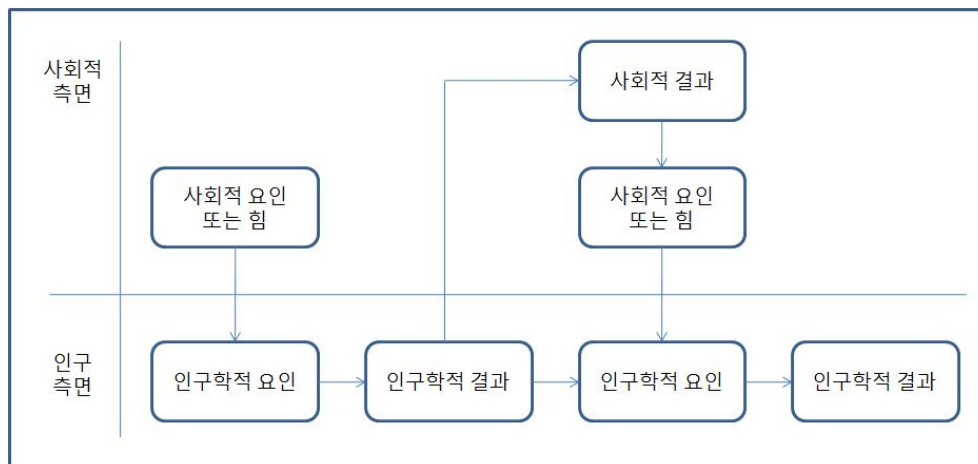 사회적
측면
사회적 결과
사회적 요인
또는 힘
사회적 요인
또는 힘
인구
측면
인구학적 요인
인구학적 결과
인구학적 요인
인구학적 결과